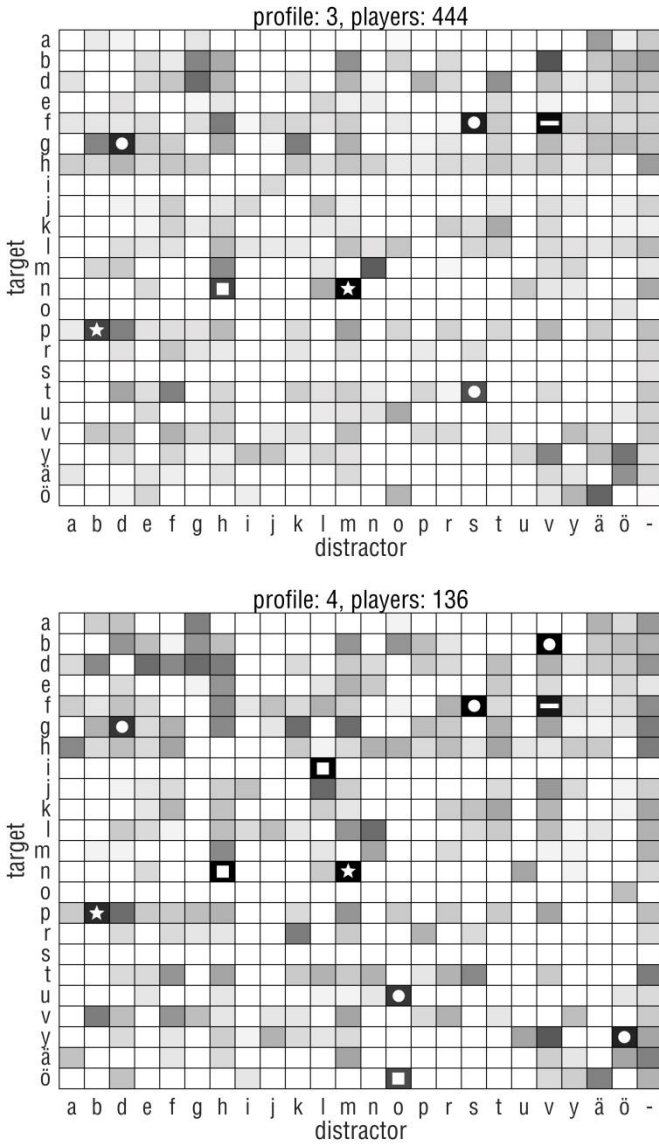 profile: 3, players: 444
a
b
d
e
f
g
h
i
j
k
l
m
n
o
p
r
s
t
u
v
y
ä
ö
target
a b d e f g h i j k l m n o p r s t u v y ä ö -
distractor
profile: 4, players: 136
a
b
d
e
f
g
h
i
j
k
l
m
n
o
p
r
s
t
u
v
y
ä
ö
target
a b d e f g h i j k l m n o p r s t u v y ä ö -
distractor